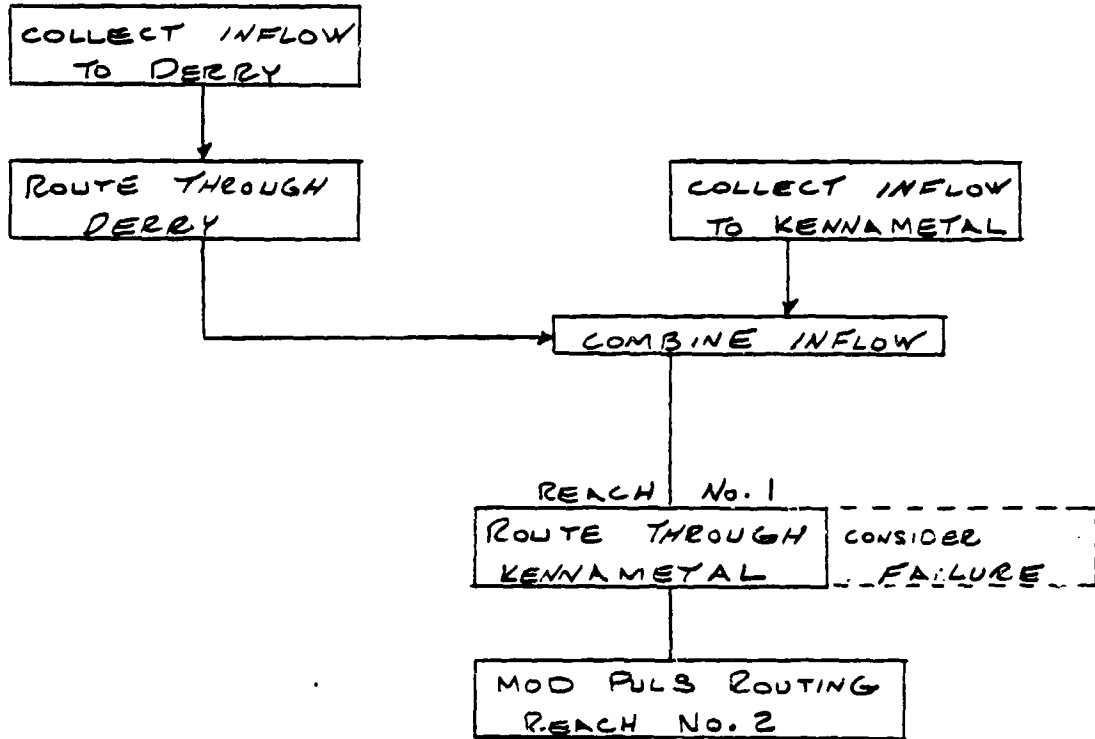 COLLECT INFLOW
TO DERRY
ROUTE THROUGH
DERRY
COLLECT INFLOW
TO KENNAMETAL
COMBINE INFLOW
REACH No. 1
ROUTE THROUGH
KENNAMETAL
CONSIDER
FAILURE
MOD PULS ROUTING
REACH No. 2